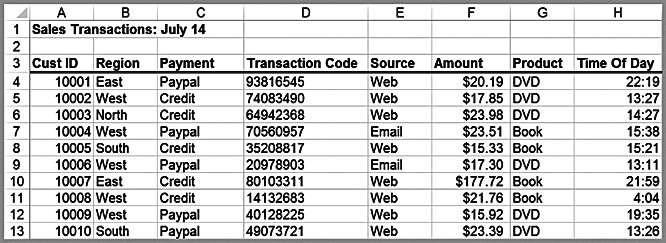 A B C D E F G H
1 Sales Transactions: July 14
2
3 Cust ID Region Payment Transaction Code Source Amount Product Time Of Day
4 10001 East Paypal 93816545 Web $20.19 DVD 22:19
5 10002 West Credit 74083490 Web $17.85 DVD 13:27
6 10003 North Credit 64942368 Web $23.98 DVD 14:27
7 10004 West Paypal 70560957 Email $23.51 Book 15:38
8 10005 South Credit 35208817 Web $15.33 Book 15:21
9 10006 West Paypal 20978903 Email $17.30 DVD 13:11
10 10007 East Credit 80103311 Web $177.72 Book 21:59
11 10008 West Credit 14132683 Web $21.76 Book 4:04
12 10009 West Paypal 40128225 Web $15.92 DVD 19:35
13 10010 South Paypal 49073721 Web $23.39 DVD 13:26